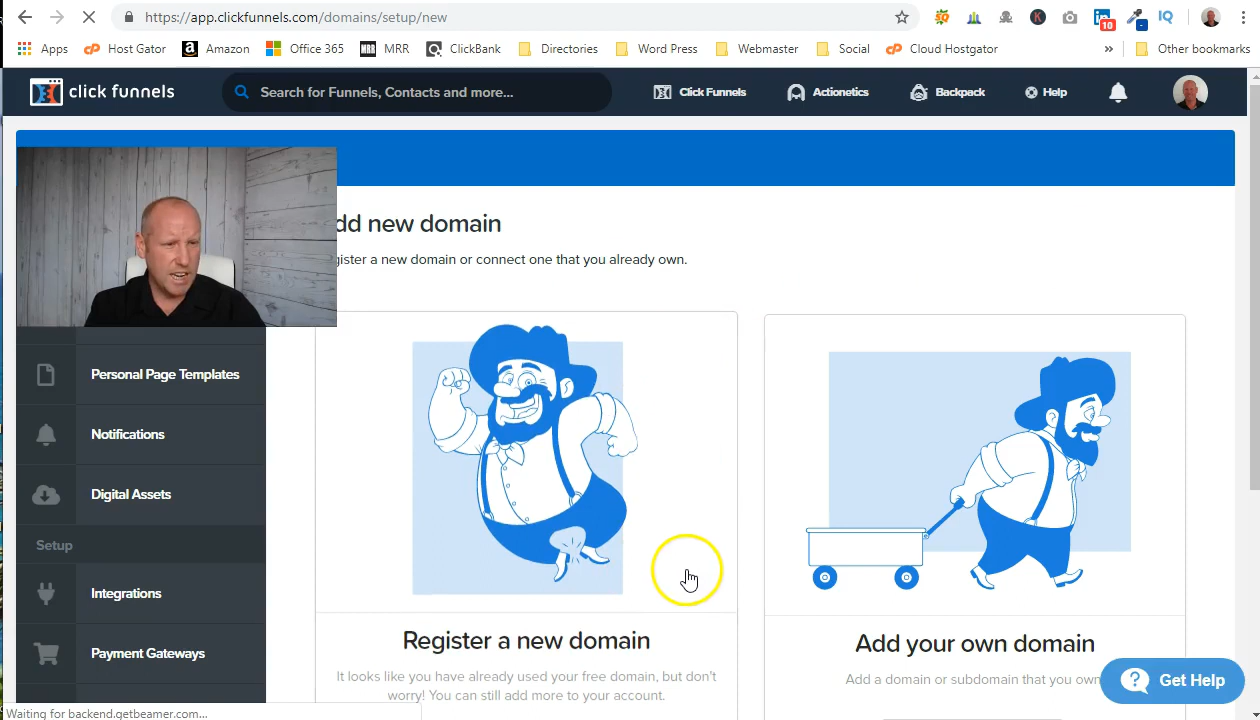 https://app.clickfunnels.com/domains/setup/new
SQ
K
10
-
IQ
Apps
Host Gator
Amazon
Office 365
MRR MRR
ClickBank
Directories
Word Press
Webmaster
Social
Cloud Hostgator
»
Other bookmarks
click funnels
Search for Funnels, Contacts and more...
Click Funnels
Actionetics
Backpack
Help
dd new domain
gister a new domain or connect one that you already own.
Personal Page Templates
Notifications
Digital Assets
Setup
Integrations
Payment Gateways
Register a new domain
It looks like you have already used your free domain, but don't
worry! You can still add more to your account.
Add your own domain
Add a domain or subdomain that you own
? Get Help
Waiting for backend.getbeamer.com...